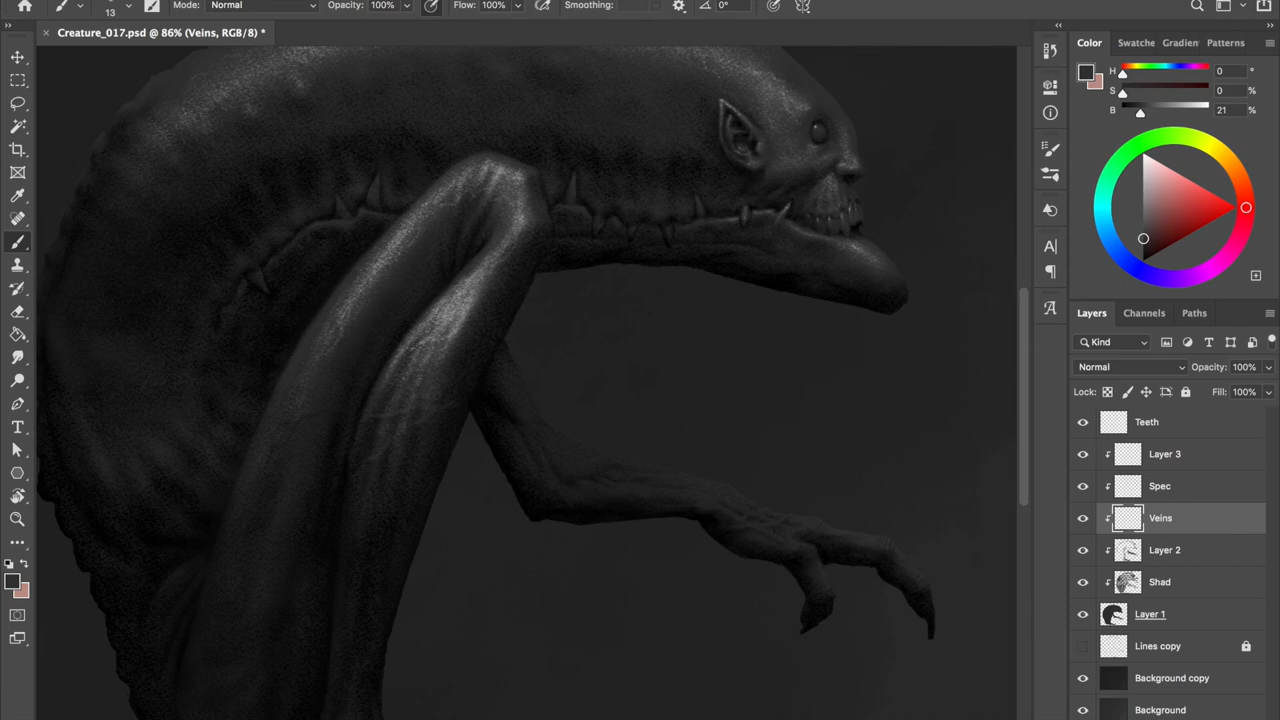 Mode: Normal Opacity: 100% Flow: 100% Smoothing: 0°
13
Creature_017.psd @ 86% (Veins, RGB/8) *
Color Swatche Gradien Patterns
H 0 °
S 0 %
B 21 %
Layers Channels Paths
Kind
Normal Opacity: 100%
Lock: Fill: 100%
Teeth
Layer 3
Spec
Veins
Layer 2
Shad
Layer 1
Lines copy
Background copy
Background